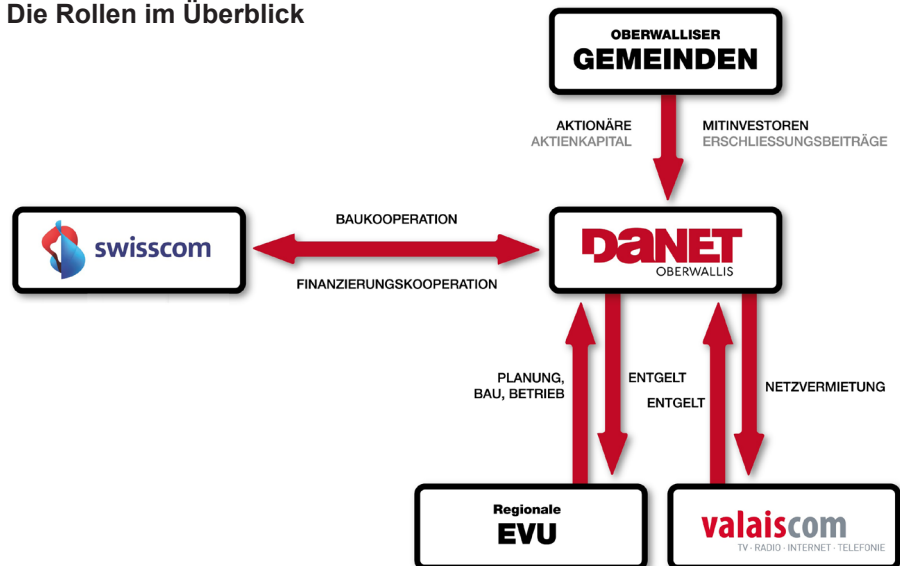 Die Rollen im Überblick
OBERWALLISER
GEMEINDEN
AKTIONÄRE
AKTIENKAPITAL
MITINVESTOREN
ERSCHLIESSUNGSBEITRÄGE
swisscom
BAUKOOPERATION
FINANZIERUNGSKOOPERATION
DANET
OBERWALLIS
PLANUNG,
BAU, BETRIEB
ENTGELT
ENTGELT
NETZVERMIETUNG
Regionale
EVU
valaiscom
TV · RADIO · INTERNET · TELEFONIE